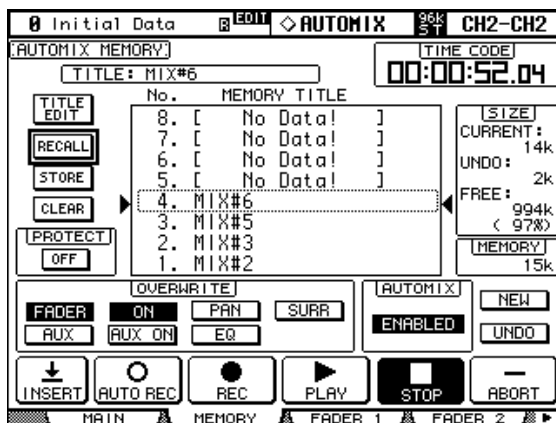 0 Initial Data
R EDIT
◇AUTOMIX
96k ST
CH2-CH2
AUTOMIX MEMORY
TITLE: MIX#6
TIME CODE
00:00:52.04
No. MEMORY TITLE
8. [ No Data! ]
7. [ No Data! ]
6. [ No Data! ]
5. [ No Data! ]
4. MIX#6
3. MIX#5
2. MIX#3
1. MIX#2
TITLE EDIT
RECALL
STORE
CLEAR
PROTECT
OFF
SIZE
CURRENT:
14k
UNDO:
2k
FREE:
994k
( 97%)
MEMORY
15k
OVERWRITE
FADER ON PAN SURR
AUX AUX ON EQ
AUTOMIX
ENABLED
NEW
UNDO
INSERT AUTO REC REC PLAY STOP ABORT
MAIN MEMORY FADER 1 FADER 2